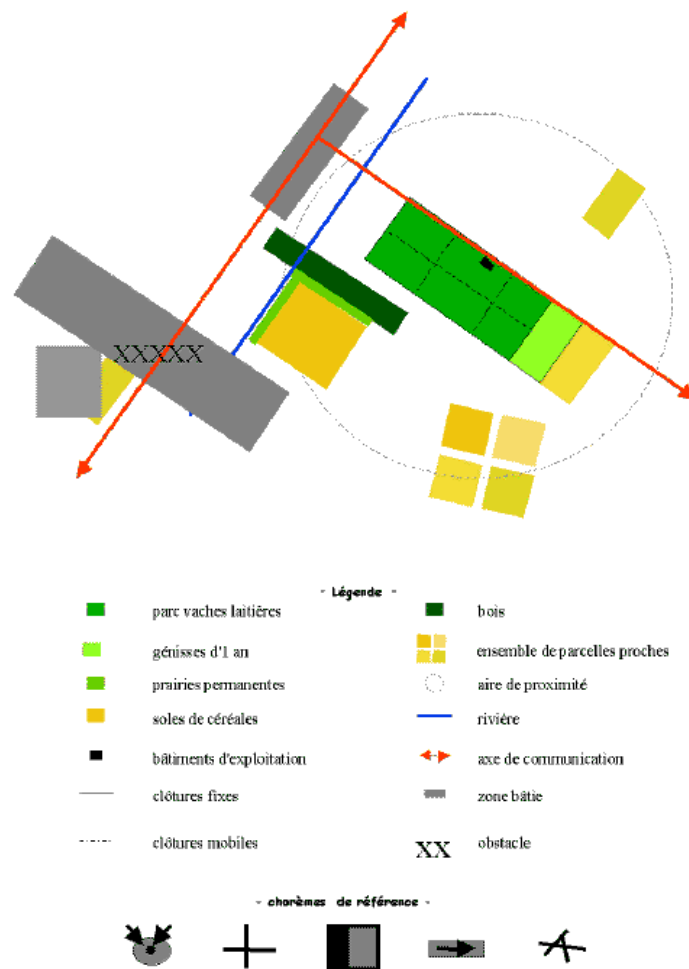 XXXXX
- Légende -
parc vaches laitières
bois
génisses d'1 an
ensemble de parcelles proches
prairies permanentes
aire de proximité
soles de céréales
rivière
bâtiments d'exploitation
axe de communication
clôtures fixes
zone bâtie
clôtures mobiles
XX
obstacle
- chorèmes de référence -